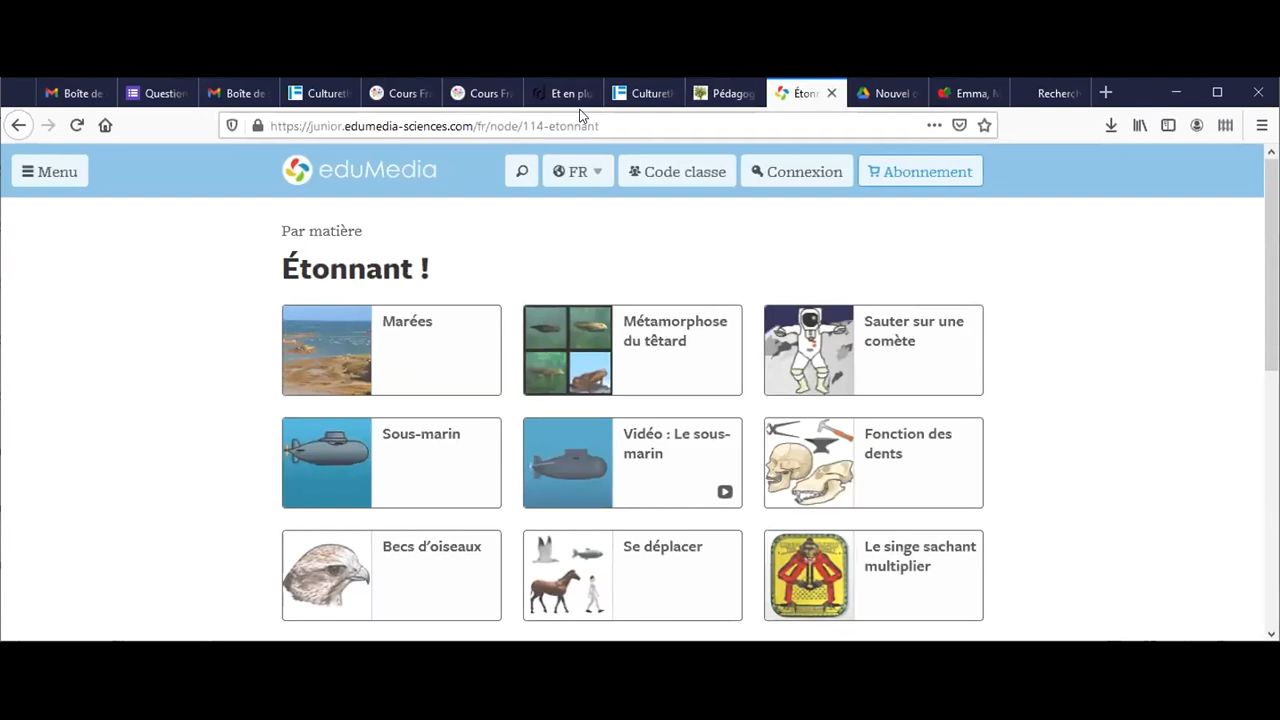 Boîte de
Question
Boîte de
Cultureth
Cours Fr
Cours Fr
Et en plu
Cultureth
Pédagog
Étonn
Nouvel o
Emma, M
Recherch
https://junior.edumedia-sciences.com/fr/node/114-etonnant
Menu
eduMedia
FR
Code classe
Connexion
Abonnement
Par matière
Étonnant !
Marées
Métamorphose
du têtard
Sauter sur une
comète
Sous-marin
Vidéo : Le sous-
marin
Fonction des
dents
Becs d'oiseaux
Se déplacer
Le singe sachant
multiplier